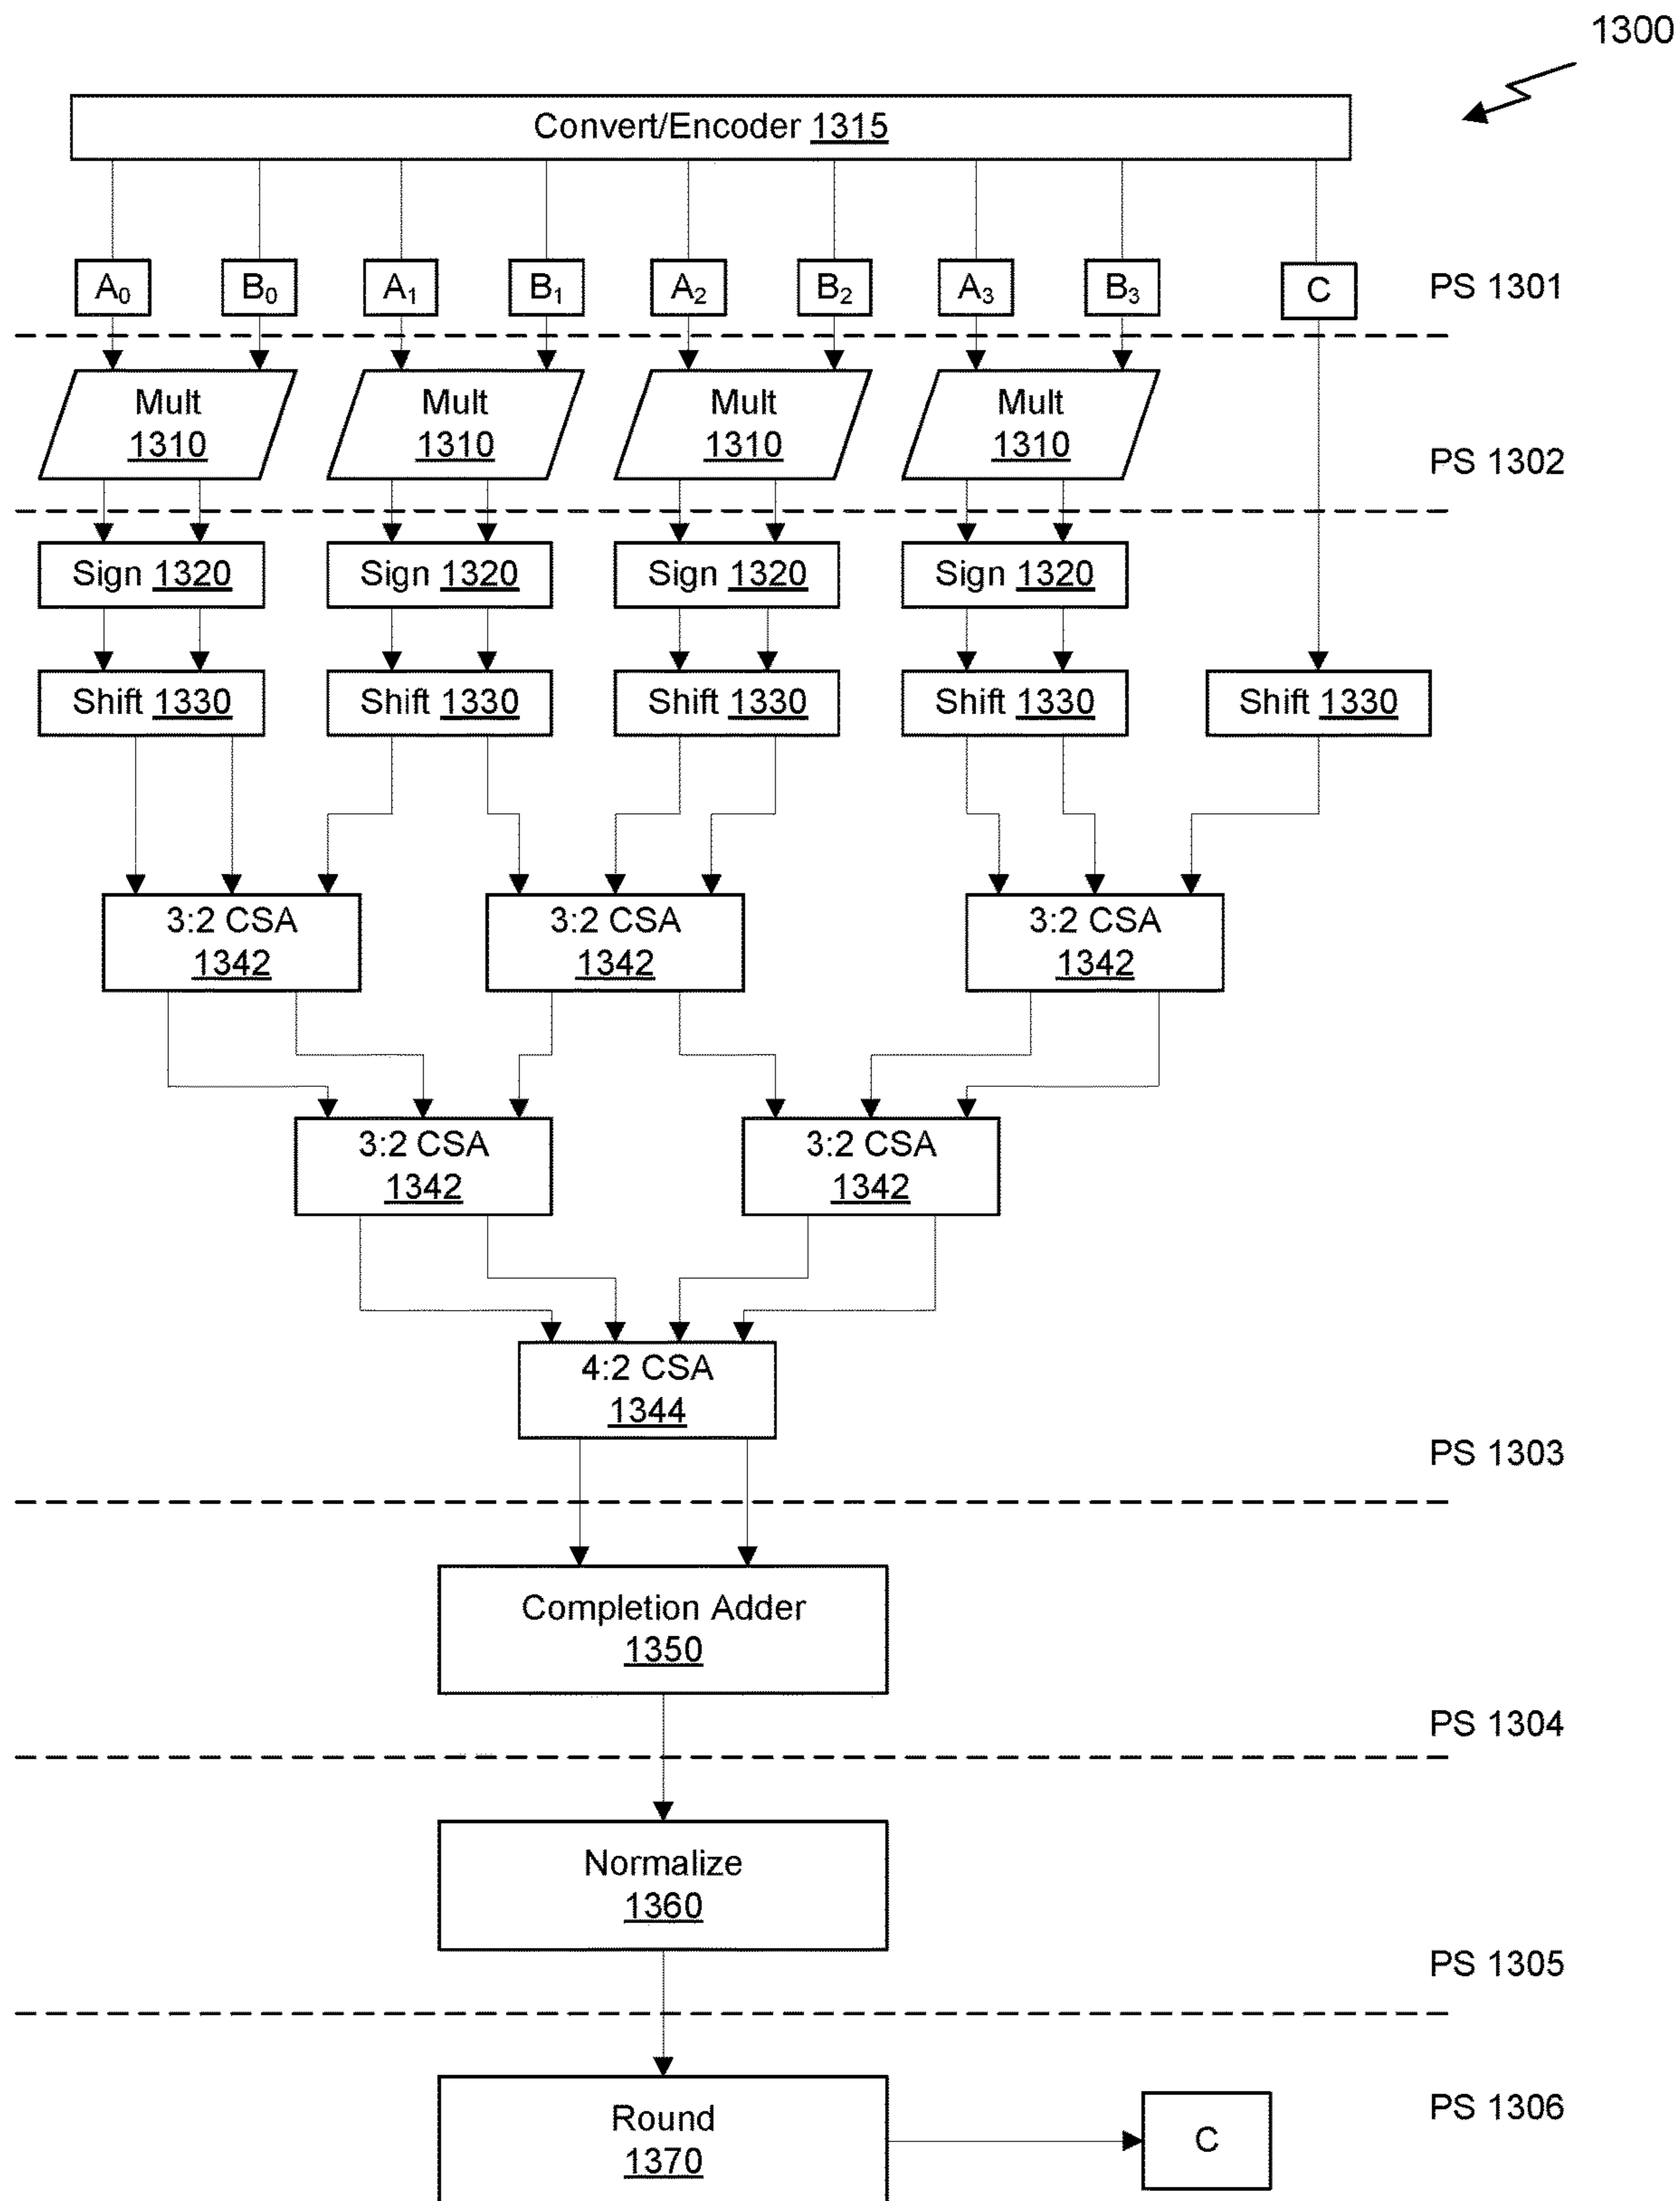 1300
Convert/Encoder 1315
A₀ B₀ A₁ B₁ A₂ B₂ A₃ B₃ C PS 1301
Mult Mult Mult Mult
1310 1310 1310 1310
PS 1302
Sign 1320 Sign 1320 Sign 1320 Sign 1320
Shift 1330 Shift 1330 Shift 1330 Shift 1330 Shift 1330
3:2 CSA 3:2 CSA 3:2 CSA
1342 1342 1342
3:2 CSA 3:2 CSA
1342 1342
4:2 CSA
1344
PS 1303
Completion Adder
1350
PS 1304
Normalize
1360
PS 1305
Round
1370
C
PS 1306